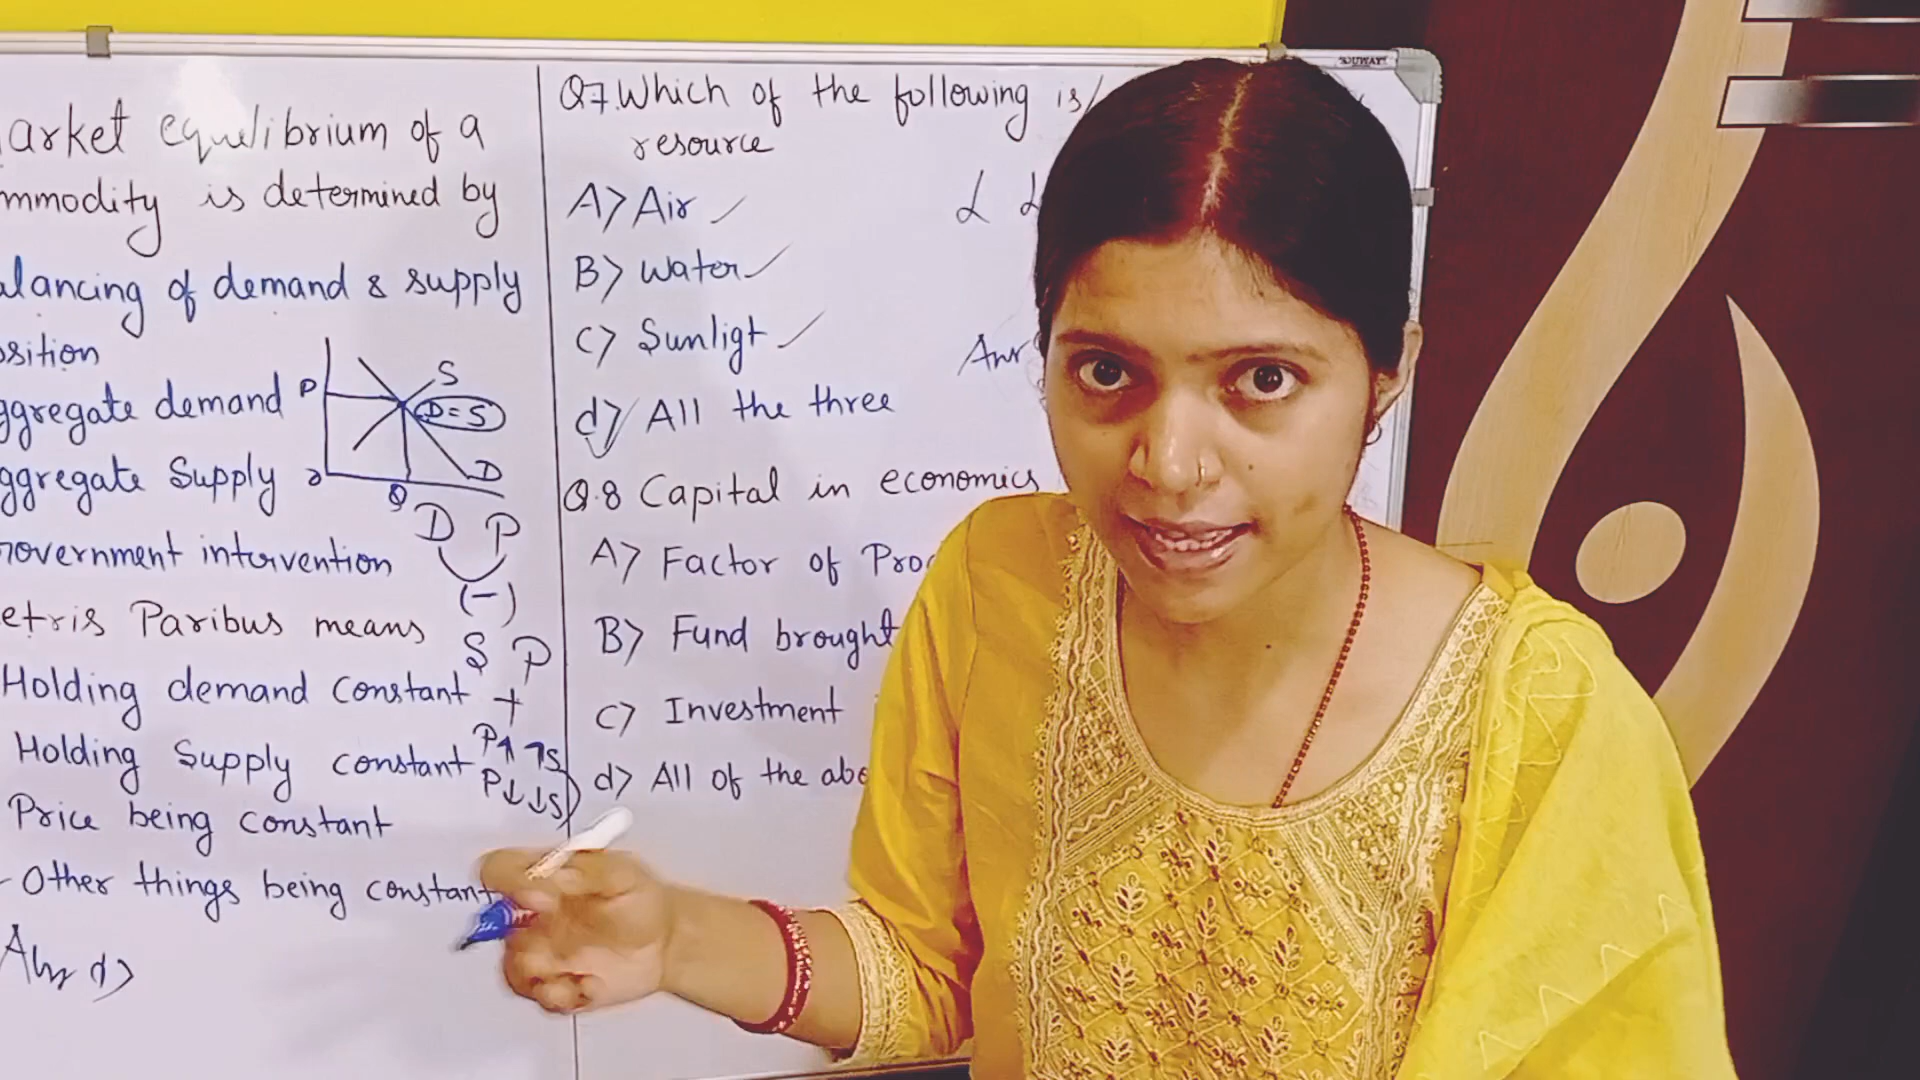 arket equilibrium of a
mmodity is determined by
alancing of demand & supply
osition
ggregate demand
ggregate Supply
overnment intervention
P
S
D=S
D
O
Q
D P
(-)
etris Paribus means
S P
+
Holding demand constant
Holding Supply constant
P↑ ↑S
P↓ ↓S
Price being constant
- Other things being constant
Ans d>
Q7. Which of the following is/
resource
A> Air ✓
B> Water ✓
C> Sunligt ✓
d> All the three
L L
Ans
Q.8 Capital in economics
A> Factor of Pro
B> Fund brought
C> Investment
d> All of the abo